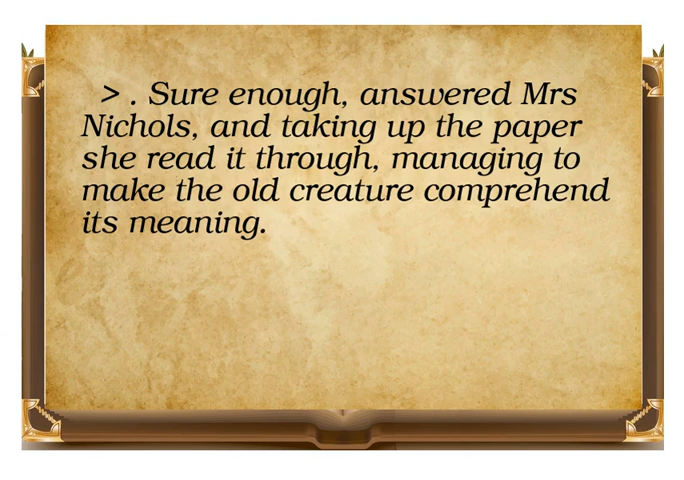 > . Sure enough, answered Mrs
Nichols, and taking up the paper
she read it through, managing to
make the old creature comprehend
its meaning.